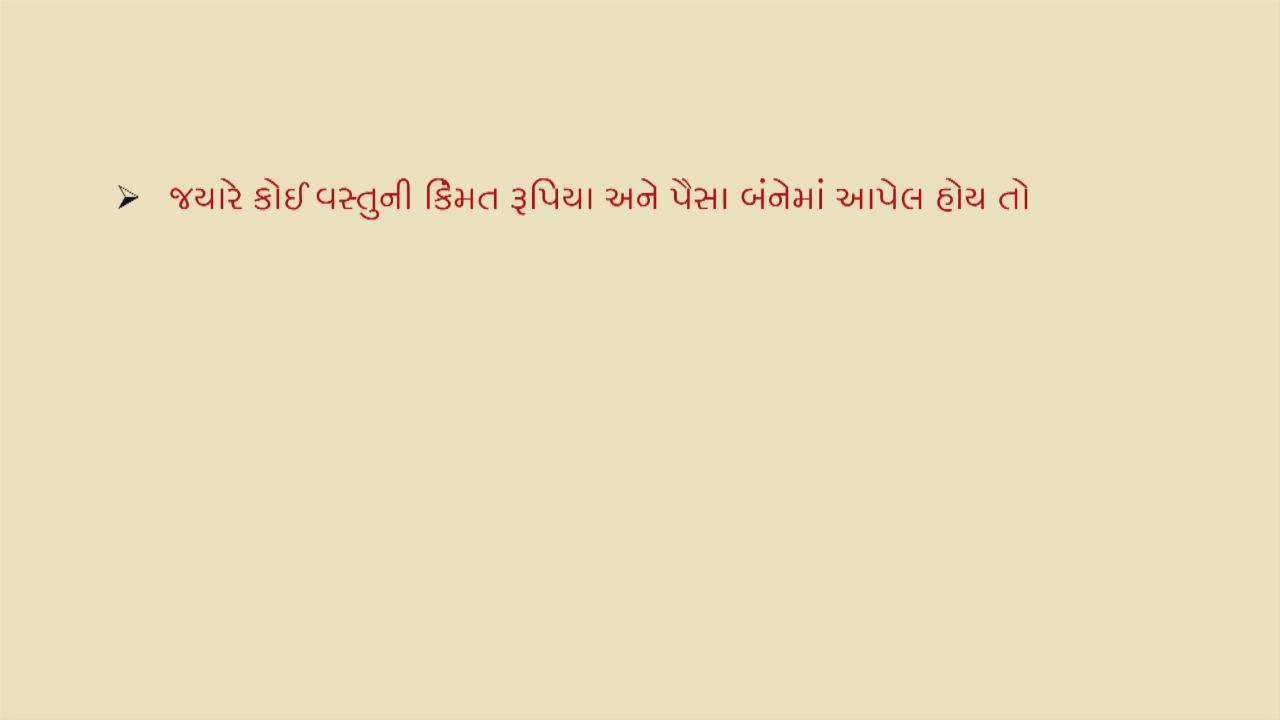 ➢ જયારે કોઈ વસ્તુની કિંમત રૂપિયા અને પૈસા બંનેમાં આપેલ હોય તો